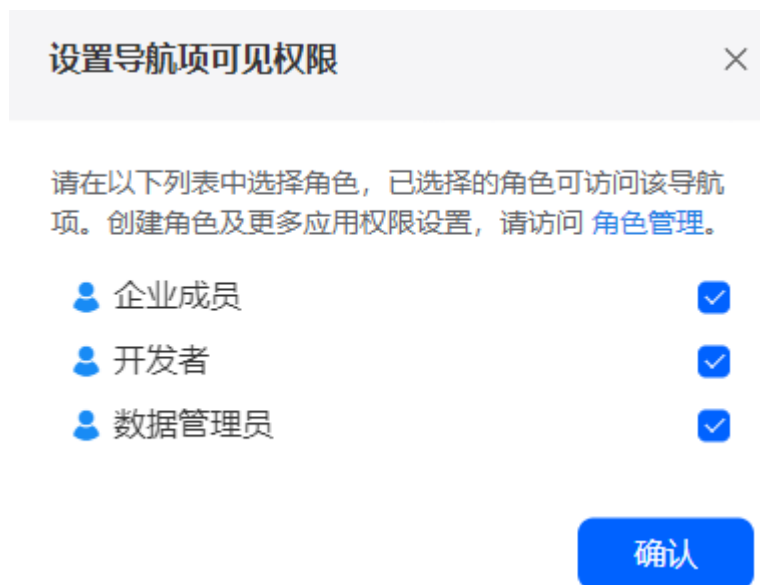 设置导航项可见权限
请在以下列表中选择角色，已选择的角色可访问该导航
项。创建角色及更多应用权限设置，请访问 角色管理。
企业成员
开发者
数据管理员
确认